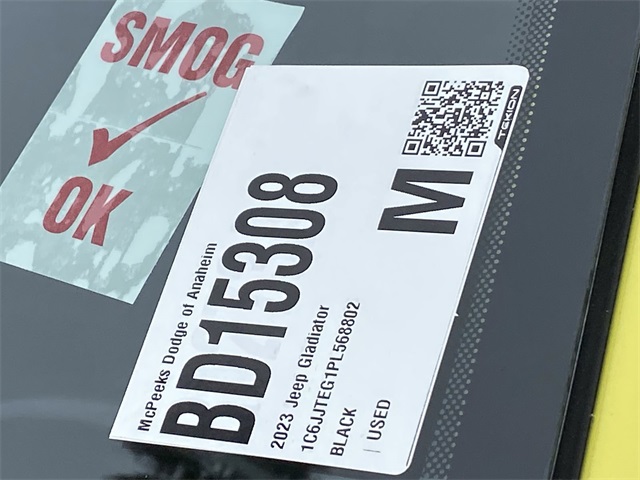 SMOG
OK
TEKION
M
McPeeks Dodge of Anaheim
BD15308
2023 Jeep Gladiator
1C6JJTEG1PL568802
BLACK
| USED